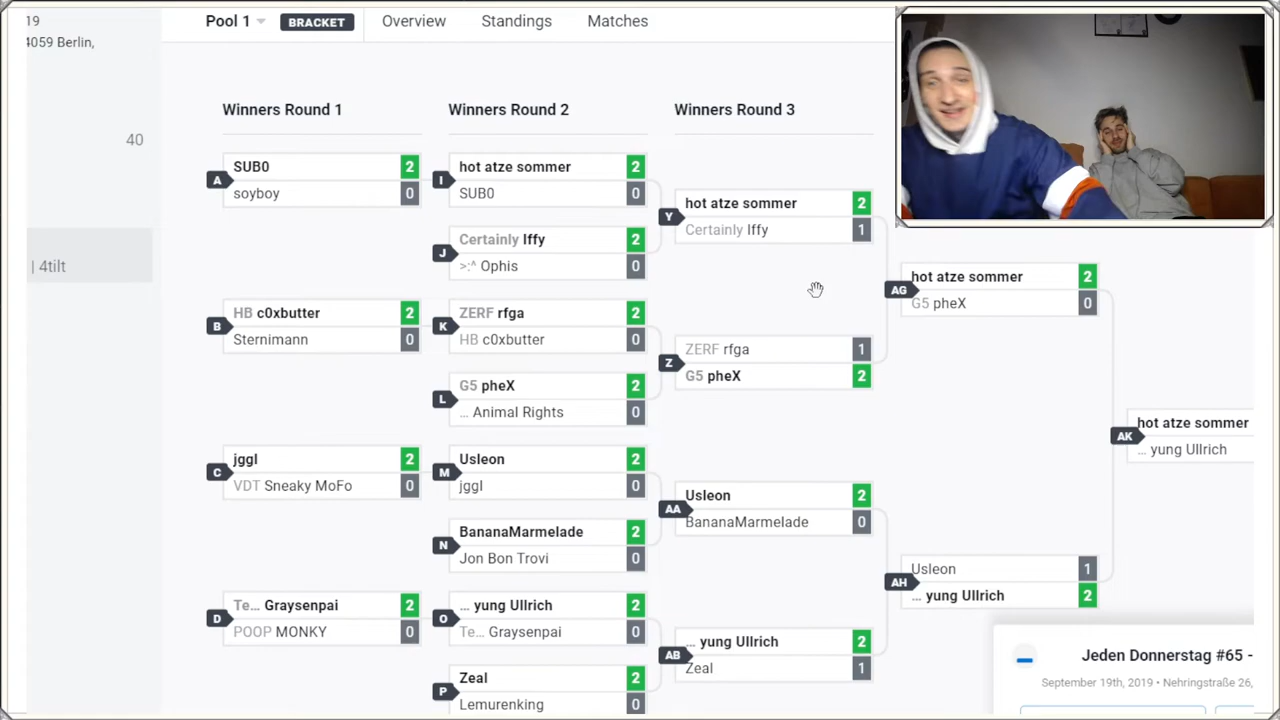 19
4059 Berlin,
40
| 4tilt
Pool 1 BRACKET Overview Standings Matches
Winners Round 1
A SUB0 2
soyboy 0
B HB c0xbutter 2
Sternimann 0
C jggl 2
VDT Sneaky MoFo 0
D Te... Graysenpai 2
POOP MONKY 0
Winners Round 2
I hot atze sommer 2
SUB0 0
J Certainly Iffy 2
>:^ Ophis 0
K ZERF rfga 2
HB c0xbutter 0
L G5 pheX 2
... Animal Rights 0
M Usleon 2
jggl 0
N BananaMarmelade 2
Jon Bon Trovi 0
O ... yung Ullrich 2
Te... Graysenpai 0
P Zeal 2
Lemurenking 0
Winners Round 3
Y hot atze sommer 2
Certainly Iffy 1
Z ZERF rfga 1
G5 pheX 2
AA Usleon 2
BananaMarmelade 0
AB ... yung Ullrich 2
Zeal 1
AG hot atze sommer 2
G5 pheX 0
AH Usleon 1
... yung Ullrich 2
AK hot atze sommer
... yung Ullrich
Jeden Donnerstag #65 -
September 19th, 2019 • Nehringstraße 26,